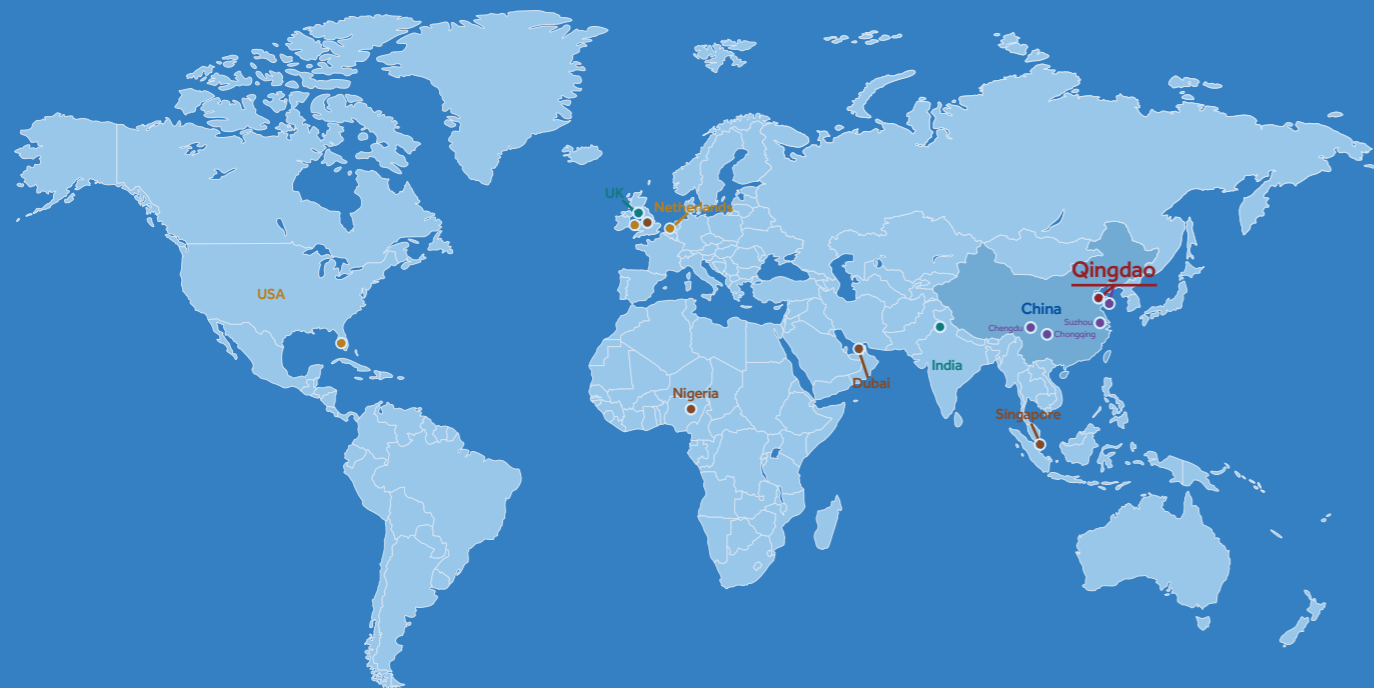 UK
Netherlands
Qingdao
USA
China
Suzhou
Chengdu
Chongqing
India
Dubai
Nigeria
Singapore